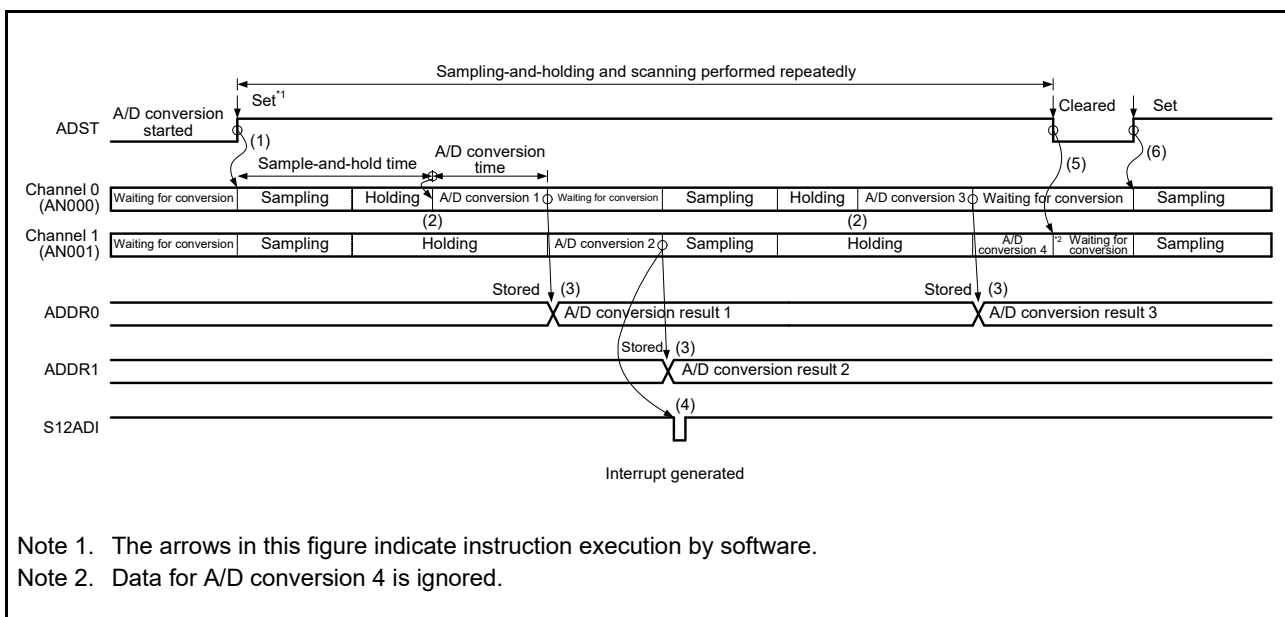 Sampling-and-holding and scanning performed repeatedly
A/D conversion started Set*1 Cleared Set
ADST
(1) (5) (6)
Sample-and-hold time A/D conversion time
Channel 0 (AN000)
Waiting for conversion Sampling Holding A/D conversion 1 Waiting for conversion Sampling Holding A/D conversion 3 Waiting for conversion Sampling
(2) (2)
Channel 1 (AN001)
Waiting for conversion Sampling Holding A/D conversion 2 Sampling Holding A/D conversion 4 *2 Waiting for conversion Sampling
Stored (3) Stored (3)
ADDR0 A/D conversion result 1 A/D conversion result 3
Stored (3)
ADDR1 A/D conversion result 2
(4)
S12ADI
Interrupt generated
Note 1. The arrows in this figure indicate instruction execution by software.
Note 2. Data for A/D conversion 4 is ignored.